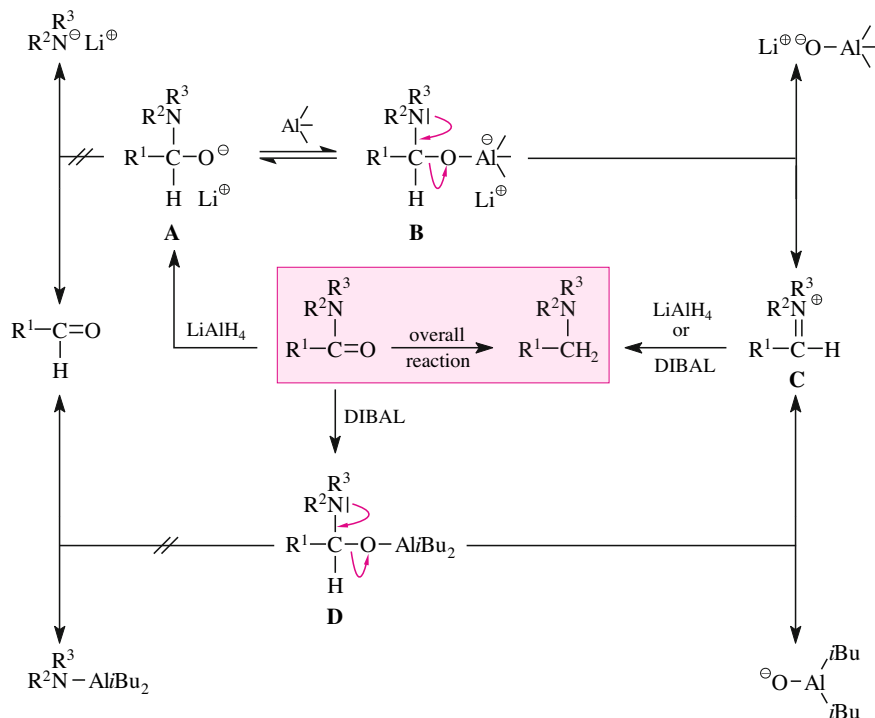 R³
R²N⊖ Li⊕
Li⊕ ⊖O—Al
R³
R²N|
R¹—C—O⊖
H Li⊕
A
Al
R³
R²N|
R¹—C—O—Al⊖
H Li⊕
B
R¹—C=O
H
LiAlH₄
R³
R²N
R¹—C=O
overall
reaction
R³
R²N
R¹—CH₂
LiAlH₄
or
DIBAL
R³
R²N⊕
R¹—C—H
C
DIBAL
R³
R²N|
R¹—C—O—AliBu₂
H
D
R³
R²N—AliBu₂
iBu
⊖O—Al
iBu